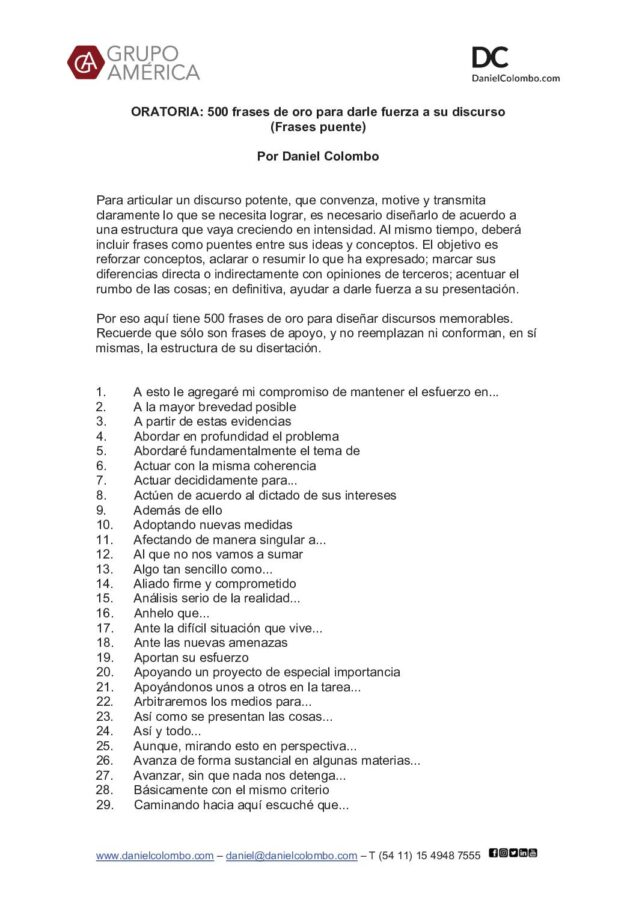 GRUPO
AMÉRICA
DC
DanielColombo.com
ORATORIA: 500 frases de oro para darle fuerza a su discurso
(Frases puente)
Por Daniel Colombo
Para articular un discurso potente, que convenza, motive y transmita
claramente lo que se necesita lograr, es necesario diseñarlo de acuerdo a
una estructura que vaya creciendo en intensidad. Al mismo tiempo, deberá
incluir frases como puentes entre sus ideas y conceptos. El objetivo es
reforzar conceptos, aclarar o resumir lo que ha expresado; marcar sus
diferencias directa o indirectamente con opiniones de terceros; acentuar el
rumbo de las cosas; en definitiva, ayudar a darle fuerza a su presentación.
Por eso aquí tiene 500 frases de oro para diseñar discursos memorables.
Recuerde que sólo son frases de apoyo, y no reemplazan ni conforman, en sí
mismas, la estructura de su disertación.
1. A esto le agregaré mi compromiso de mantener el esfuerzo en...
2. A la mayor brevedad posible
3. A partir de estas evidencias
4. Abordar en profundidad el problema
5. Abordaré fundamentalmente el tema de
6. Actuar con la misma coherencia
7. Actuar decididamente para...
8. Actúen de acuerdo al dictado de sus intereses
9. Además de ello
10. Adoptando nuevas medidas
11. Afectando de manera singular a...
12. Al que no nos vamos a sumar
13. Algo tan sencillo como...
14. Aliado firme y comprometido
15. Análisis serio de la realidad...
16. Anhelo que...
17. Ante la difícil situación que vive...
18. Ante las nuevas amenazas
19. Aportan su esfuerzo
20. Apoyando un proyecto de especial importancia
21. Apoyándonos unos a otros en la tarea...
22. Arbitraremos los medios para...
23. Así como se presentan las cosas...
24. Así y todo...
25. Aunque, mirando esto en perspectiva...
26. Avanza de forma sustancial en algunas materias...
27. Avanzar, sin que nada nos detenga...
28. Básicamente con el mismo criterio
29. Caminando hacia aquí escuché que...
www.danielcolombo.com – daniel@danielcolombo.com – T (54 11) 15 4948 7555